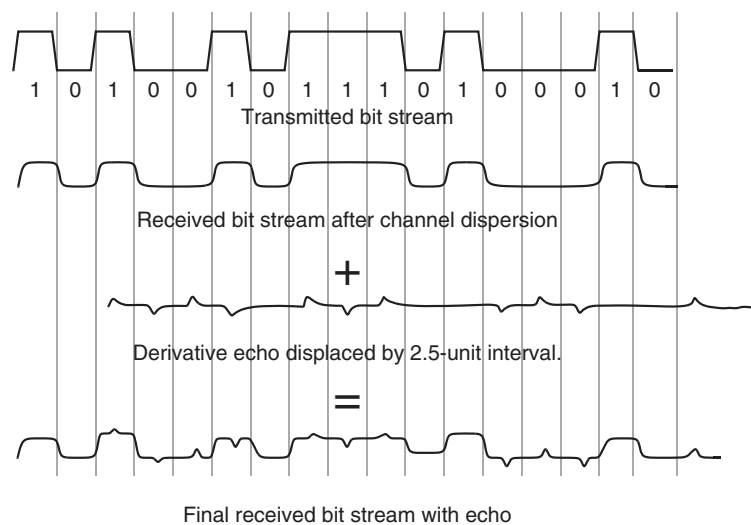 1 0 1 0 0 1 0 1 1 1 0 1 0 0 0 1 0
Transmitted bit stream
Received bit stream after channel dispersion
+
Derivative echo displaced by 2.5-unit interval.
=
Final received bit stream with echo